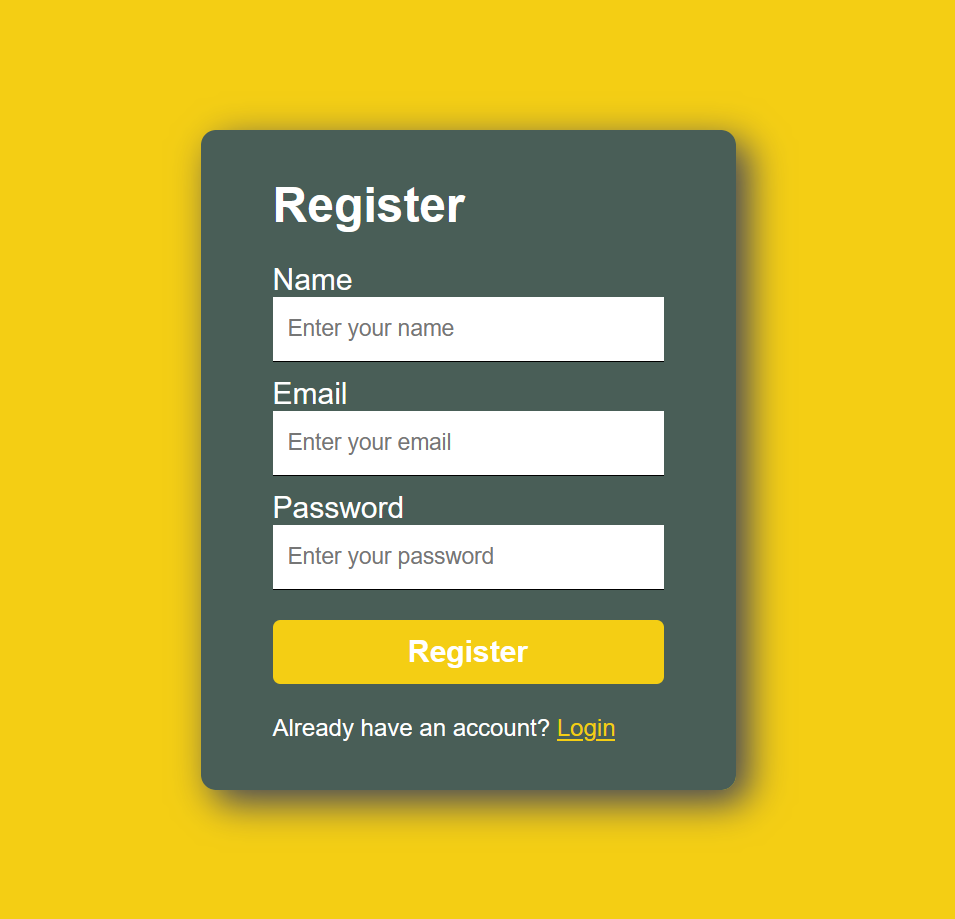 Register
Name
Enter your name
Email
Enter your email
Password
Enter your password
Register
Already have an account? Login